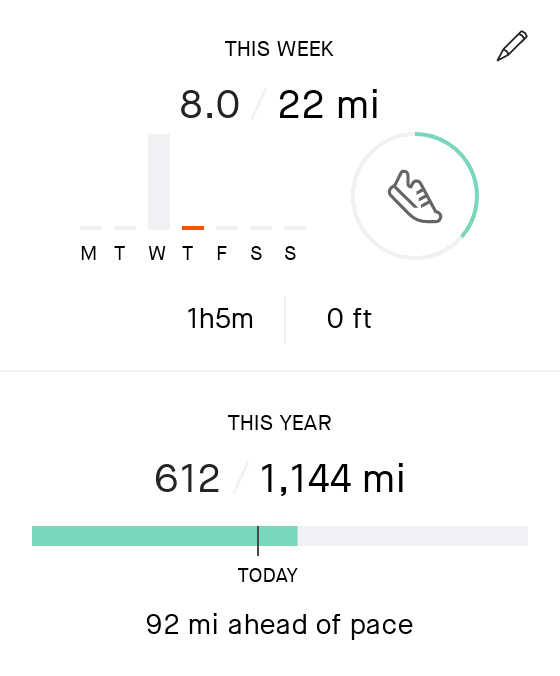 THIS WEEK
8.0 / 22 mi
M T W T F S S
1h5m 0 ft
THIS YEAR
612 / 1,144 mi
TODAY
92 mi ahead of pace